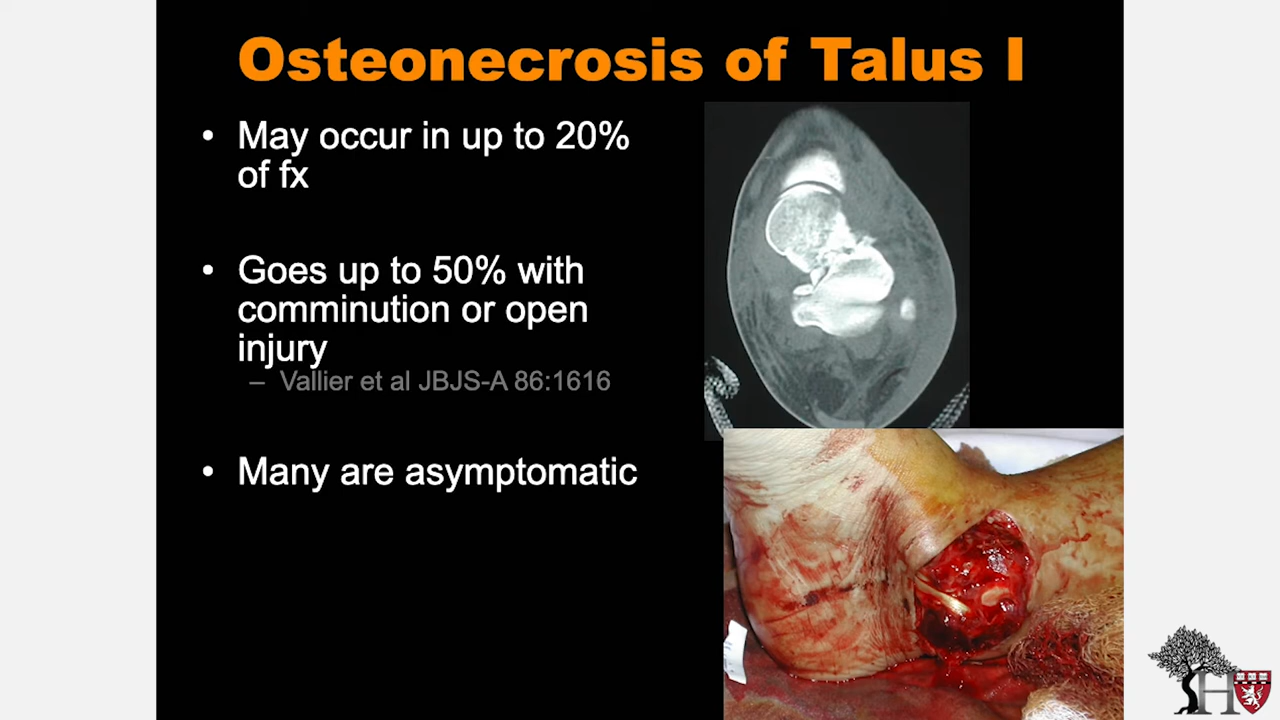 Osteonecrosis of Talus I
• May occur in up to 20%
of fx
• Goes up to 50% with
comminution or open
injury
– Vallier et al JBJS-A 86:1616
• Many are asymptomatic
H